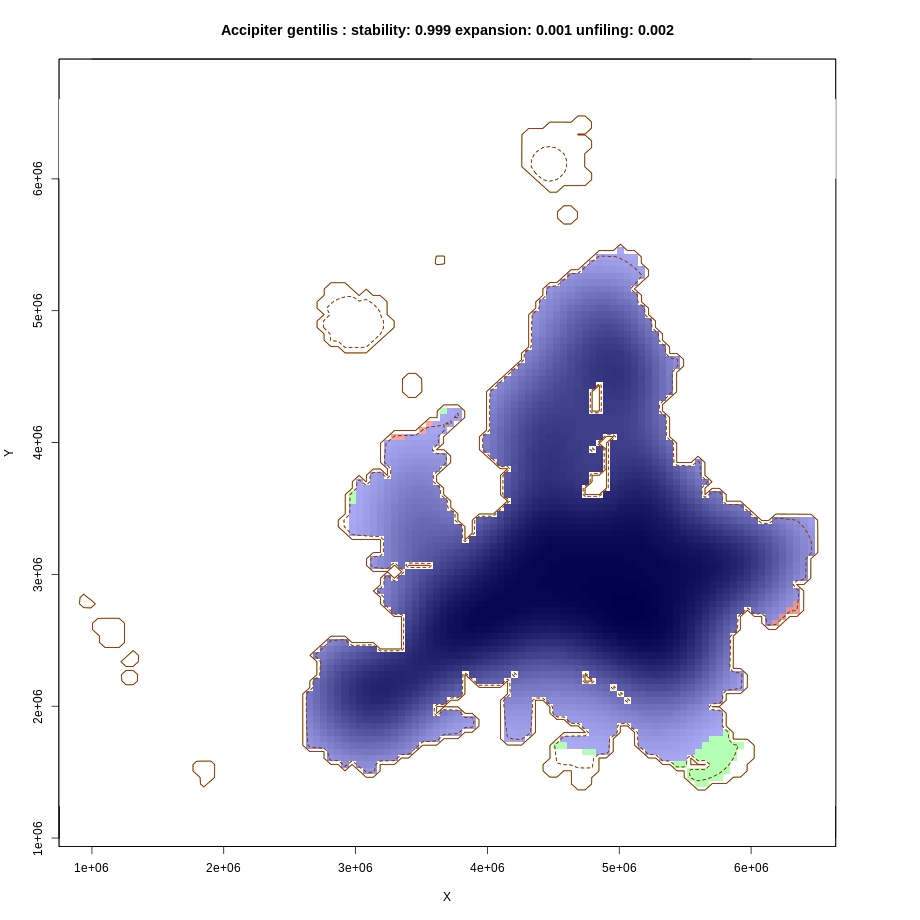 Accipiter gentilis : stability: 0.999 expansion: 0.001 unfiling: 0.002
6e+06
5e+06
4e+06
3e+06
2e+06
1e+06
Y
1e+06 2e+06 3e+06 4e+06 5e+06 6e+06
X